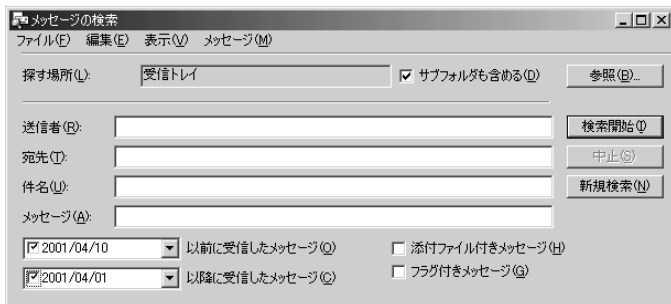 メッセージの検索
ファイル(F) 編集(E) 表示(V) メッセージ(M)
探す場所(L): 受信トレイ サブフォルダも含める(D) 参照(B)...
送信者(R): 検索開始(I)
宛先(T): 中止(S)
件名(U): 新規検索(N)
メッセージ(A):
2001/04/10 以前に受信したメッセージ(O) 添付ファイル付きメッセージ(H)
2001/04/01 以降に受信したメッセージ(C) フラグ付きメッセージ(G)